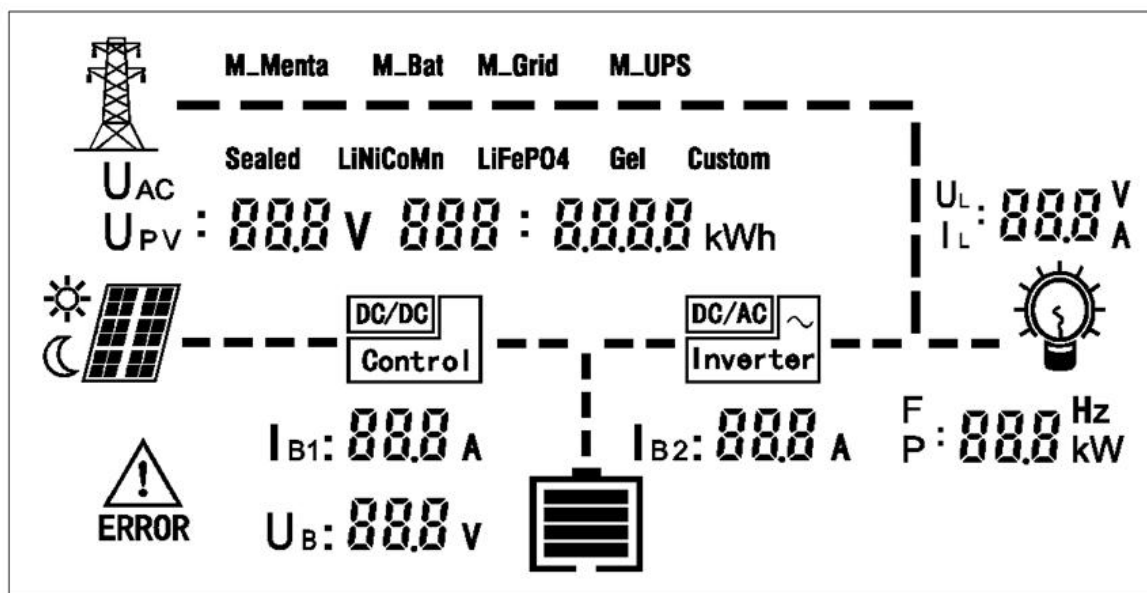 M_Menta M_Bat M_Grid M_UPS
Sealed LiNiCoMn LiFePO4 Gel Custom
UAC
UPV : 88.8 V 888 : 8.8.8.8 kWh
UL
IL : 88.8 V
A
DC/DC
Control
DC/AC ~
Inverter
IB1: 88.8 A
IB2: 88.8 A
F
P : 88.8 Hz
kW
ERROR
UB: 88.8 V